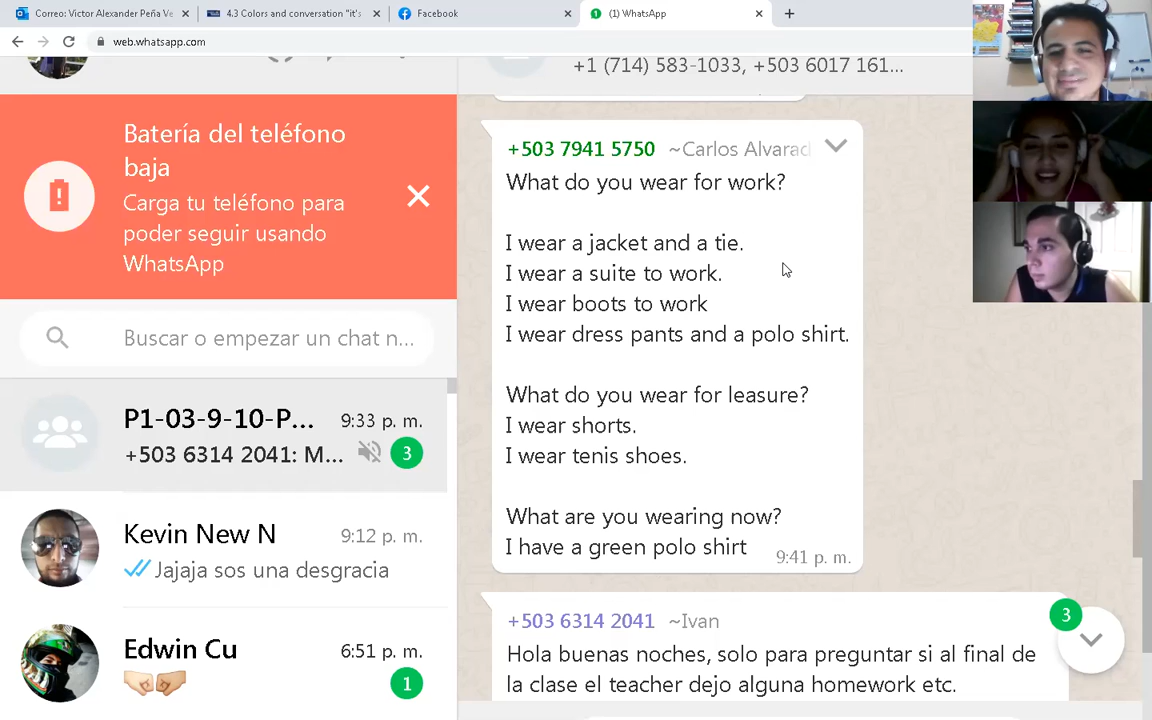 Correo: Victor Alexander Peña Ve
4.3 Colors and conversation "it's
Facebook
(1) WhatsApp
web.whatsapp.com
+1 (714) 583-1033, +503 6017 161...
Batería del teléfono
baja
Carga tu teléfono para
poder seguir usando
WhatsApp
Buscar o empezar un chat n...
P1-03-9-10-P... 9:33 p. m.
+503 6314 2041: M... 3
Kevin New N 9:12 p. m.
Jajaja sos una desgracia
Edwin Cu 6:51 p. m.
1
+503 7941 5750 ~Carlos Alvarad
What do you wear for work?
I wear a jacket and a tie.
I wear a suite to work.
I wear boots to work
I wear dress pants and a polo shirt.
What do you wear for leasure?
I wear shorts.
I wear tenis shoes.
What are you wearing now?
I have a green polo shirt
9:41 p. m.
+503 6314 2041 ~Ivan
3
Hola buenas noches, solo para preguntar si al final de
la clase el teacher dejo alguna homework etc.